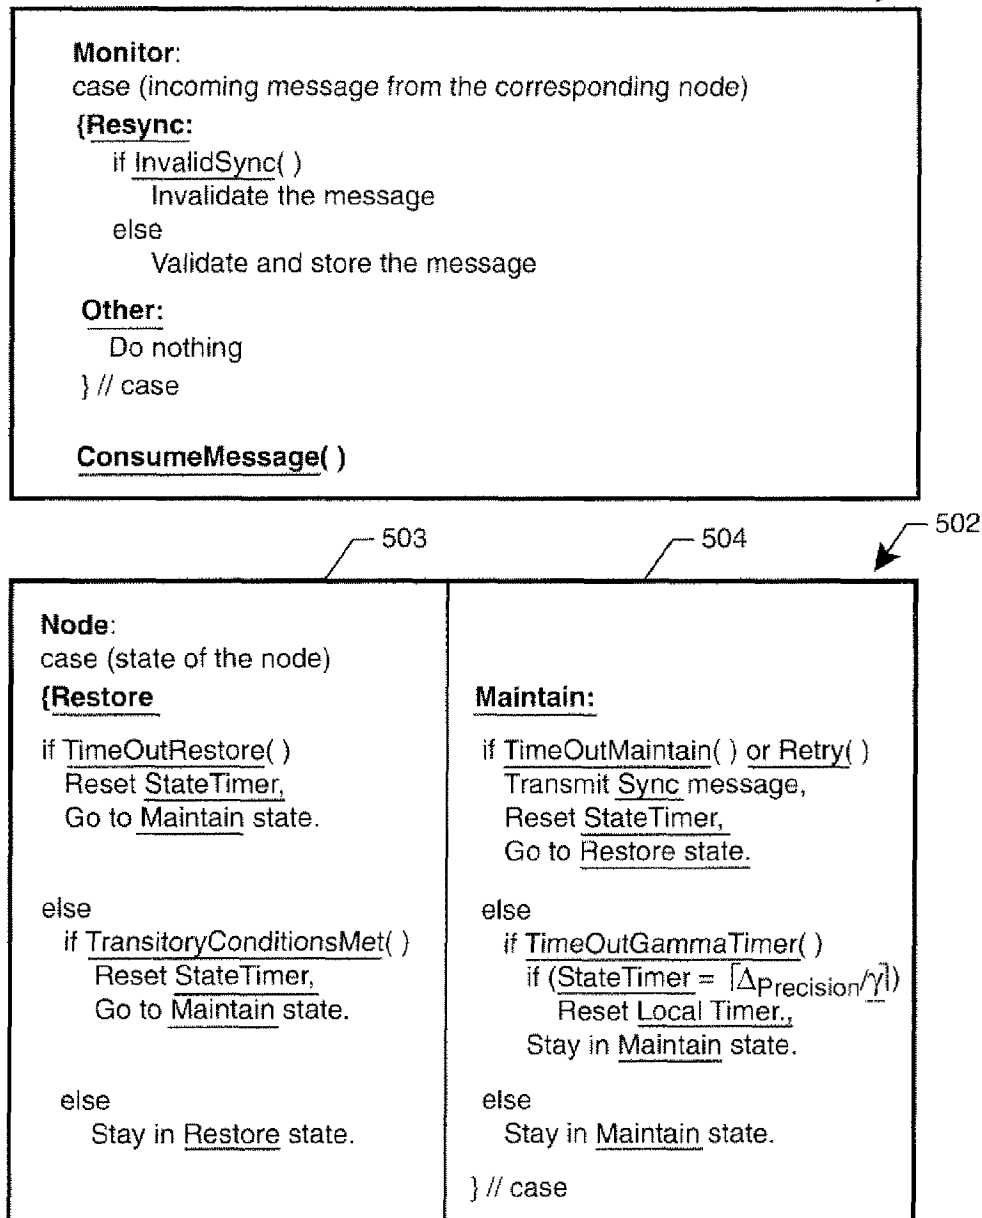 Monitor:
case (incoming message from the corresponding node)
{Resync:
if InvalidSync( )
Invalidate the message
else
Validate and store the message
Other:
Do nothing
} // case
ConsumeMessage( )
503
504
502
Node:
case (state of the node)
{Restore
if TimeOutRestore( )
Reset StateTimer,
Go to Maintain state.
else
if TransitoryConditionsMet( )
Reset StateTimer,
Go to Maintain state.
else
Stay in Restore state.
Maintain:
if TimeOutMaintain( ) or Retry( )
Transmit Sync message,
Reset StateTimer,
Go to Restore state.
else
if TimeOutGammaTimer( )
if (StateTimer = ⌈ΔPrecision/γ⌉)
Reset Local Timer.,
Stay in Maintain state.
else
Stay in Maintain state.
} // case